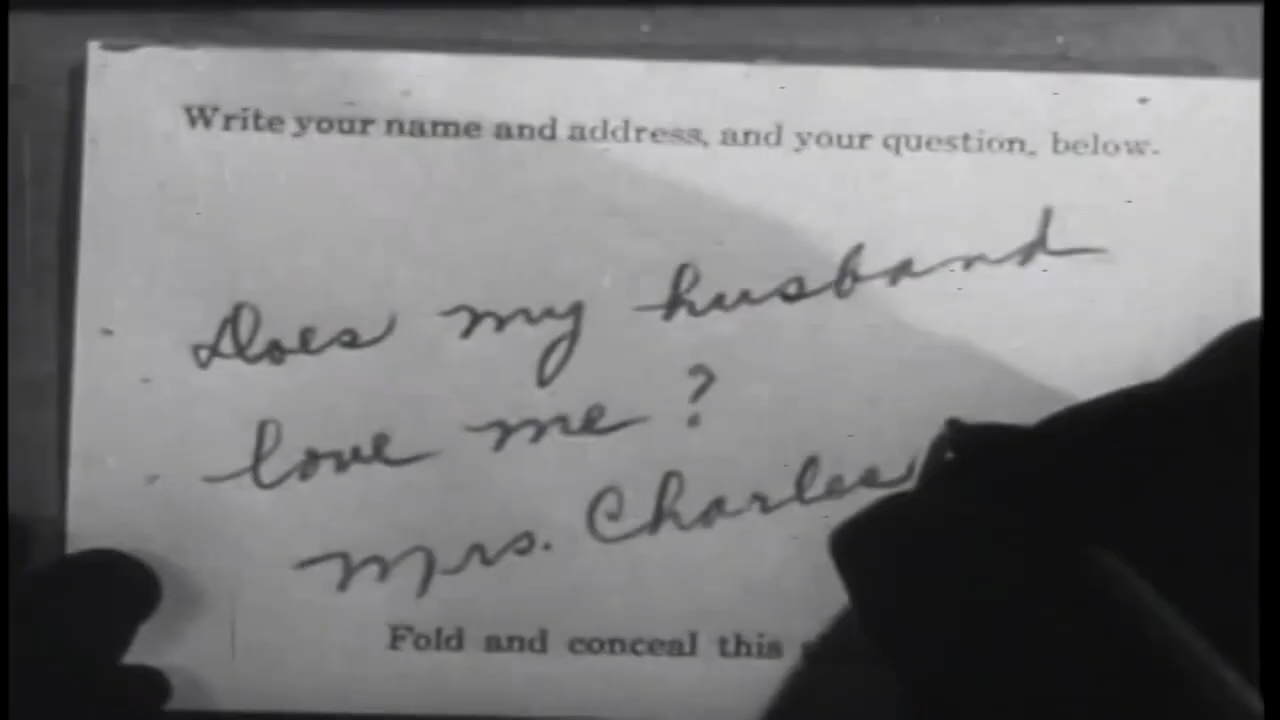 Write your name and address, and your question, below.
Does my husband
love me?
Mrs. Charles
Fold and conceal this